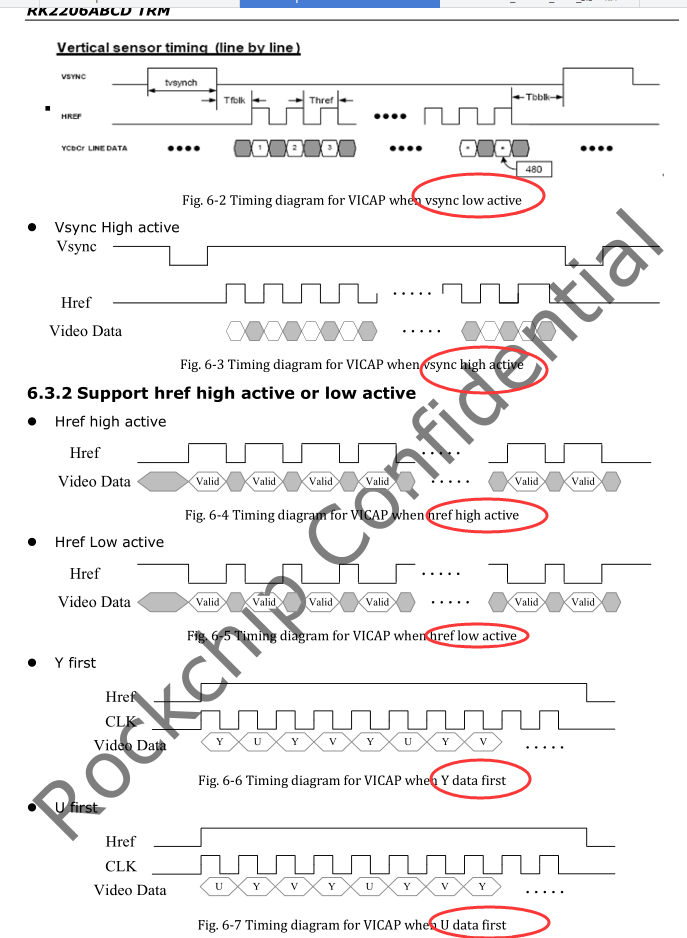 RK2206ABCD TRM
Vertical sensor timing (line by line)
VSYNC
tvsynch
Tfblk
Thref
Tbblk
HREF
YCbCr LINE DATA
1 2 3
480
Fig. 6-2 Timing diagram for VICAP when vsync low active
● Vsync High active
Vsync
Href
Video Data
Fig. 6-3 Timing diagram for VICAP when vsync high active
6.3.2 Support href high active or low active
● Href high active
Href
Video Data Valid Valid Valid Valid Valid Valid
Fig. 6-4 Timing diagram for VICAP when href high active
● Href Low active
Href
Video Data Valid Valid Valid Valid Valid Valid
Fig. 6-5 Timing diagram for VICAP when href low active
● Y first
Href
CLK
Video Data Y U Y V Y U Y V
Fig. 6-6 Timing diagram for VICAP when Y data first
● U first
Href
CLK
Video Data U Y V Y U Y V Y
Fig. 6-7 Timing diagram for VICAP when U data first
Rockchip Confidential